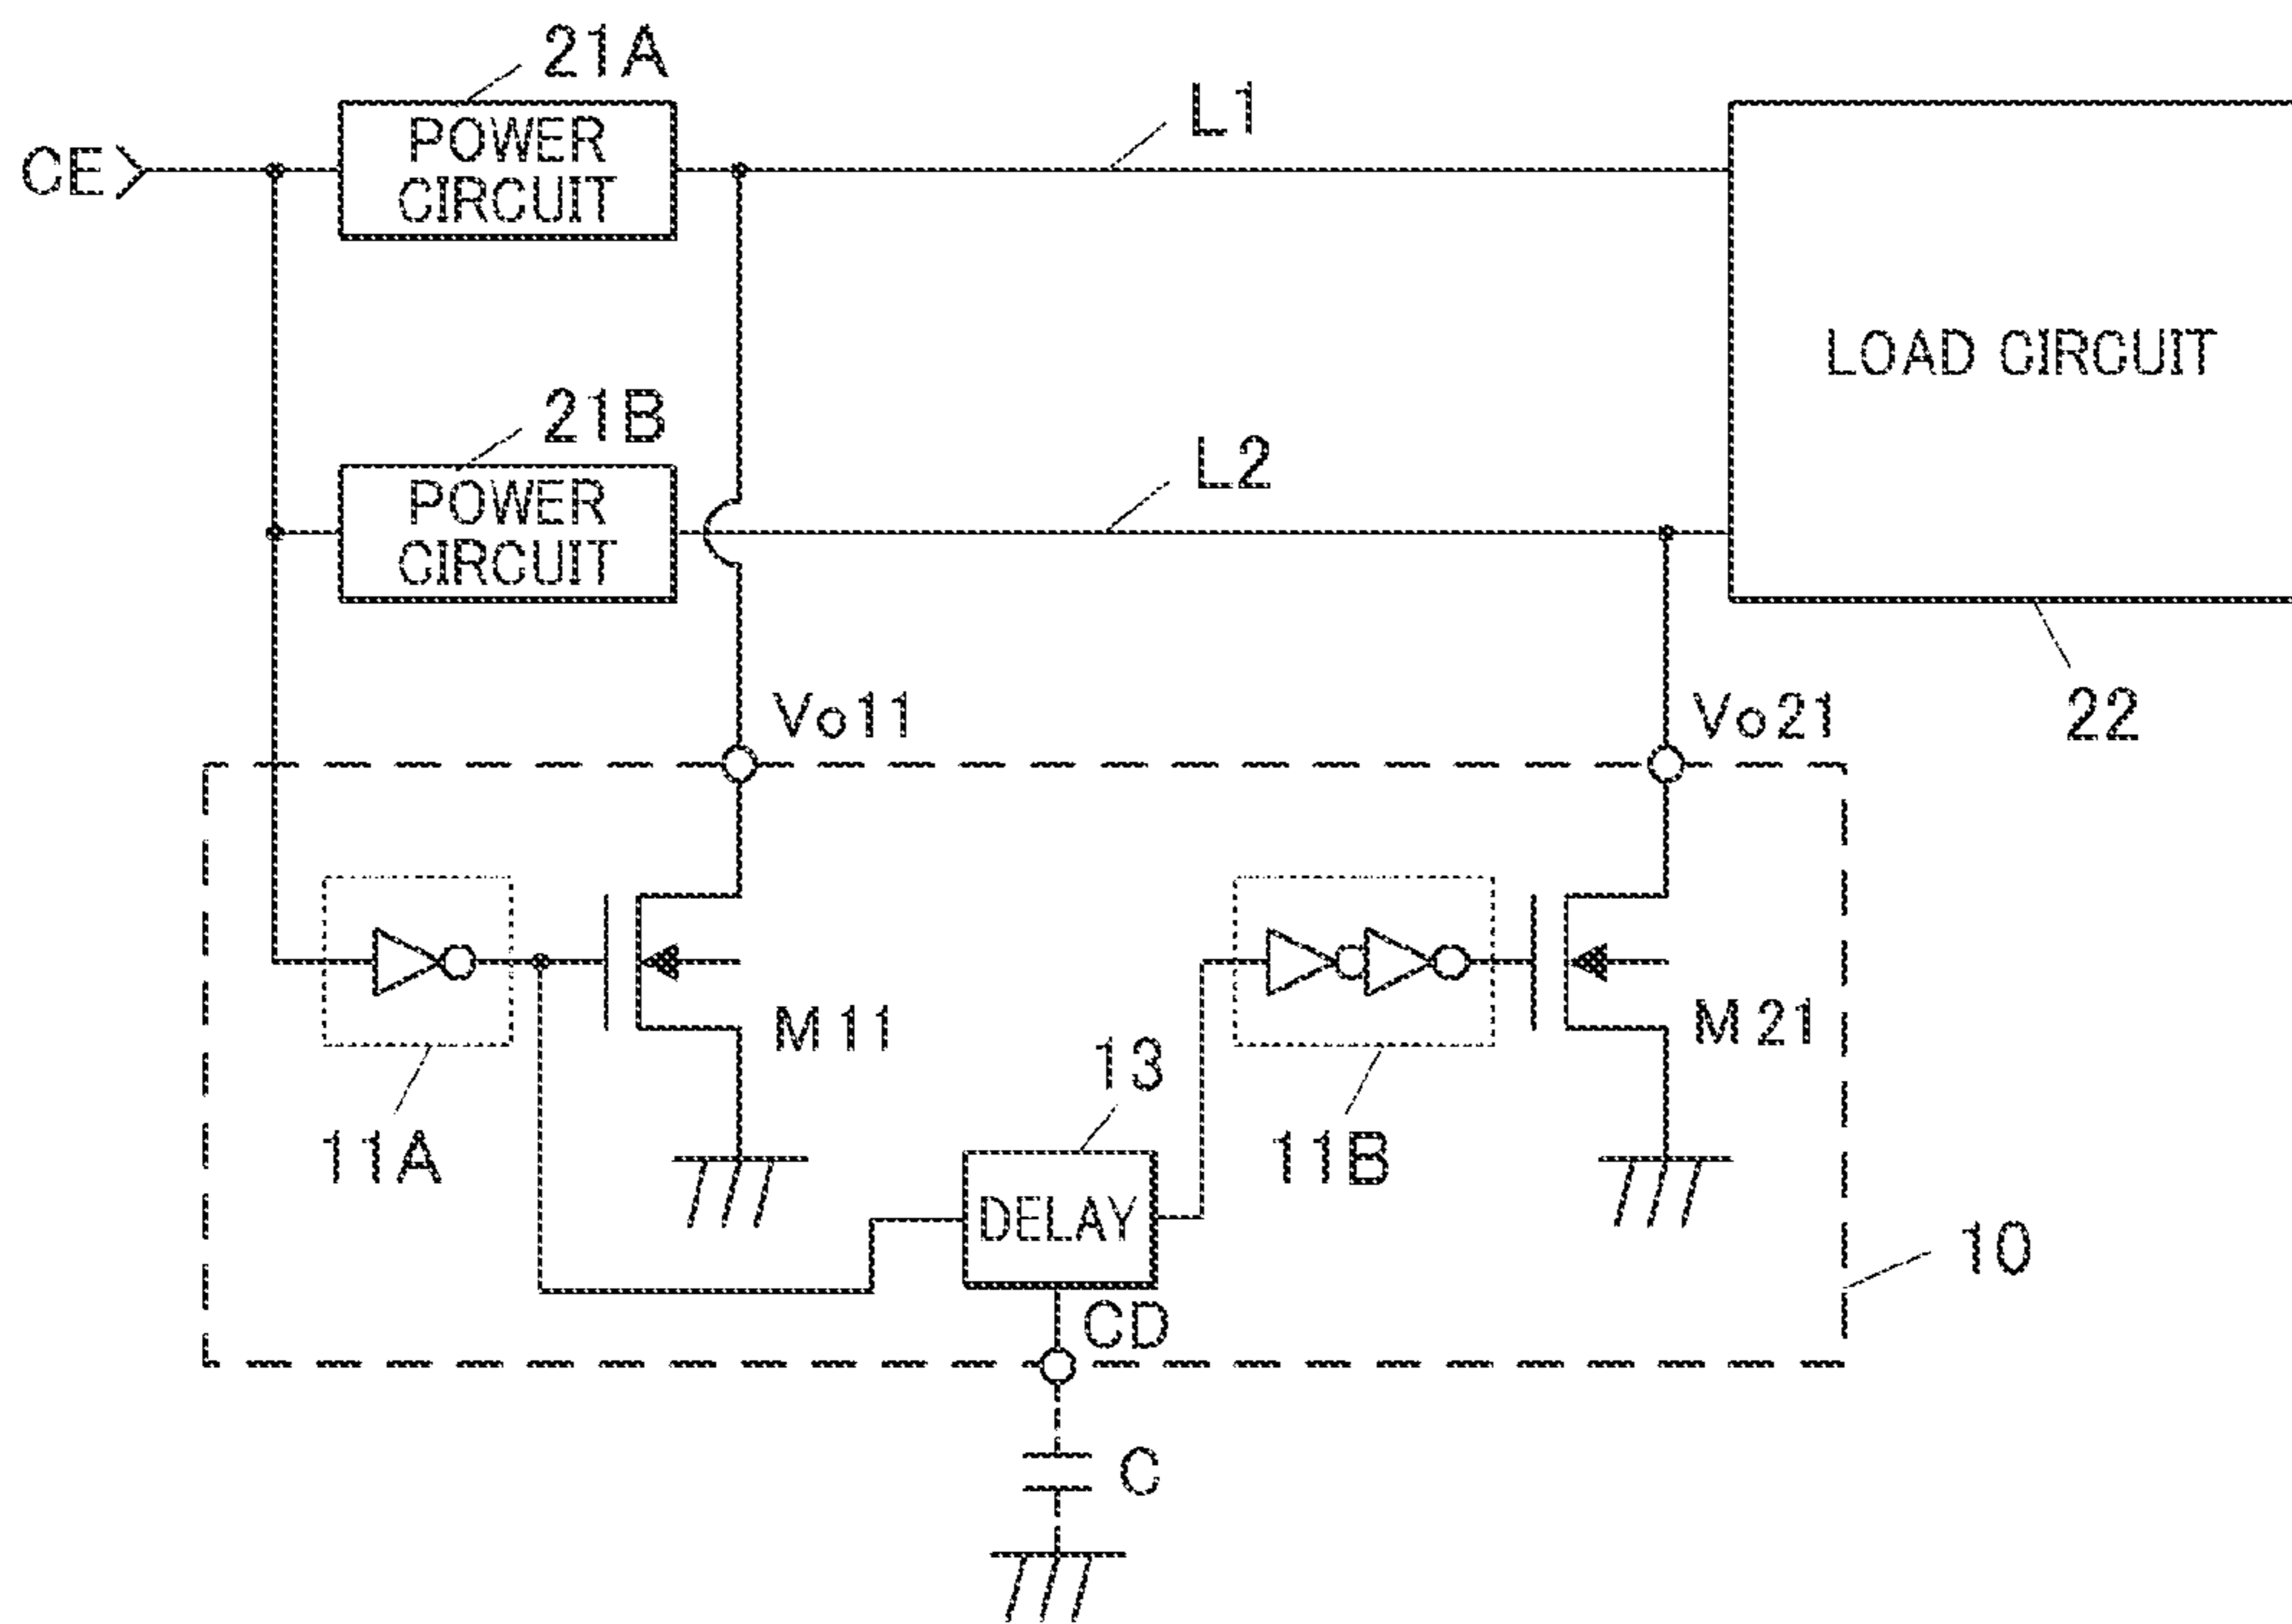 21A
POWER
CIRCUIT
L1
CE
LOAD CIRCUIT
21B
POWER
CIRCUIT
L2
22
Vo11
Vo21
M11
M21
11A
13
11B
DELAY
10
CD
C